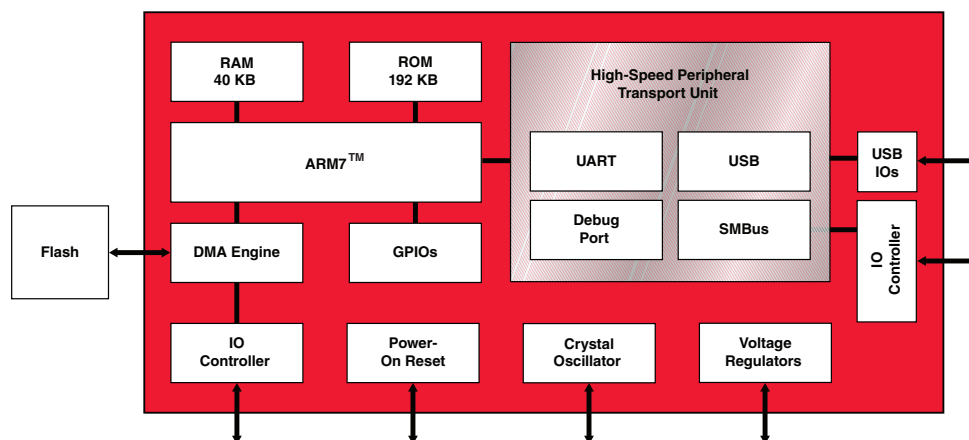 RAM
40 KB
ROM
192 KB
High-Speed Peripheral
Transport Unit
ARM7™
UART
USB
USB
IOs
Debug
Port
SMBus
IO
Controller
Flash
DMA Engine
GPIOs
IO
Controller
Power-
On Reset
Crystal
Oscillator
Voltage
Regulators